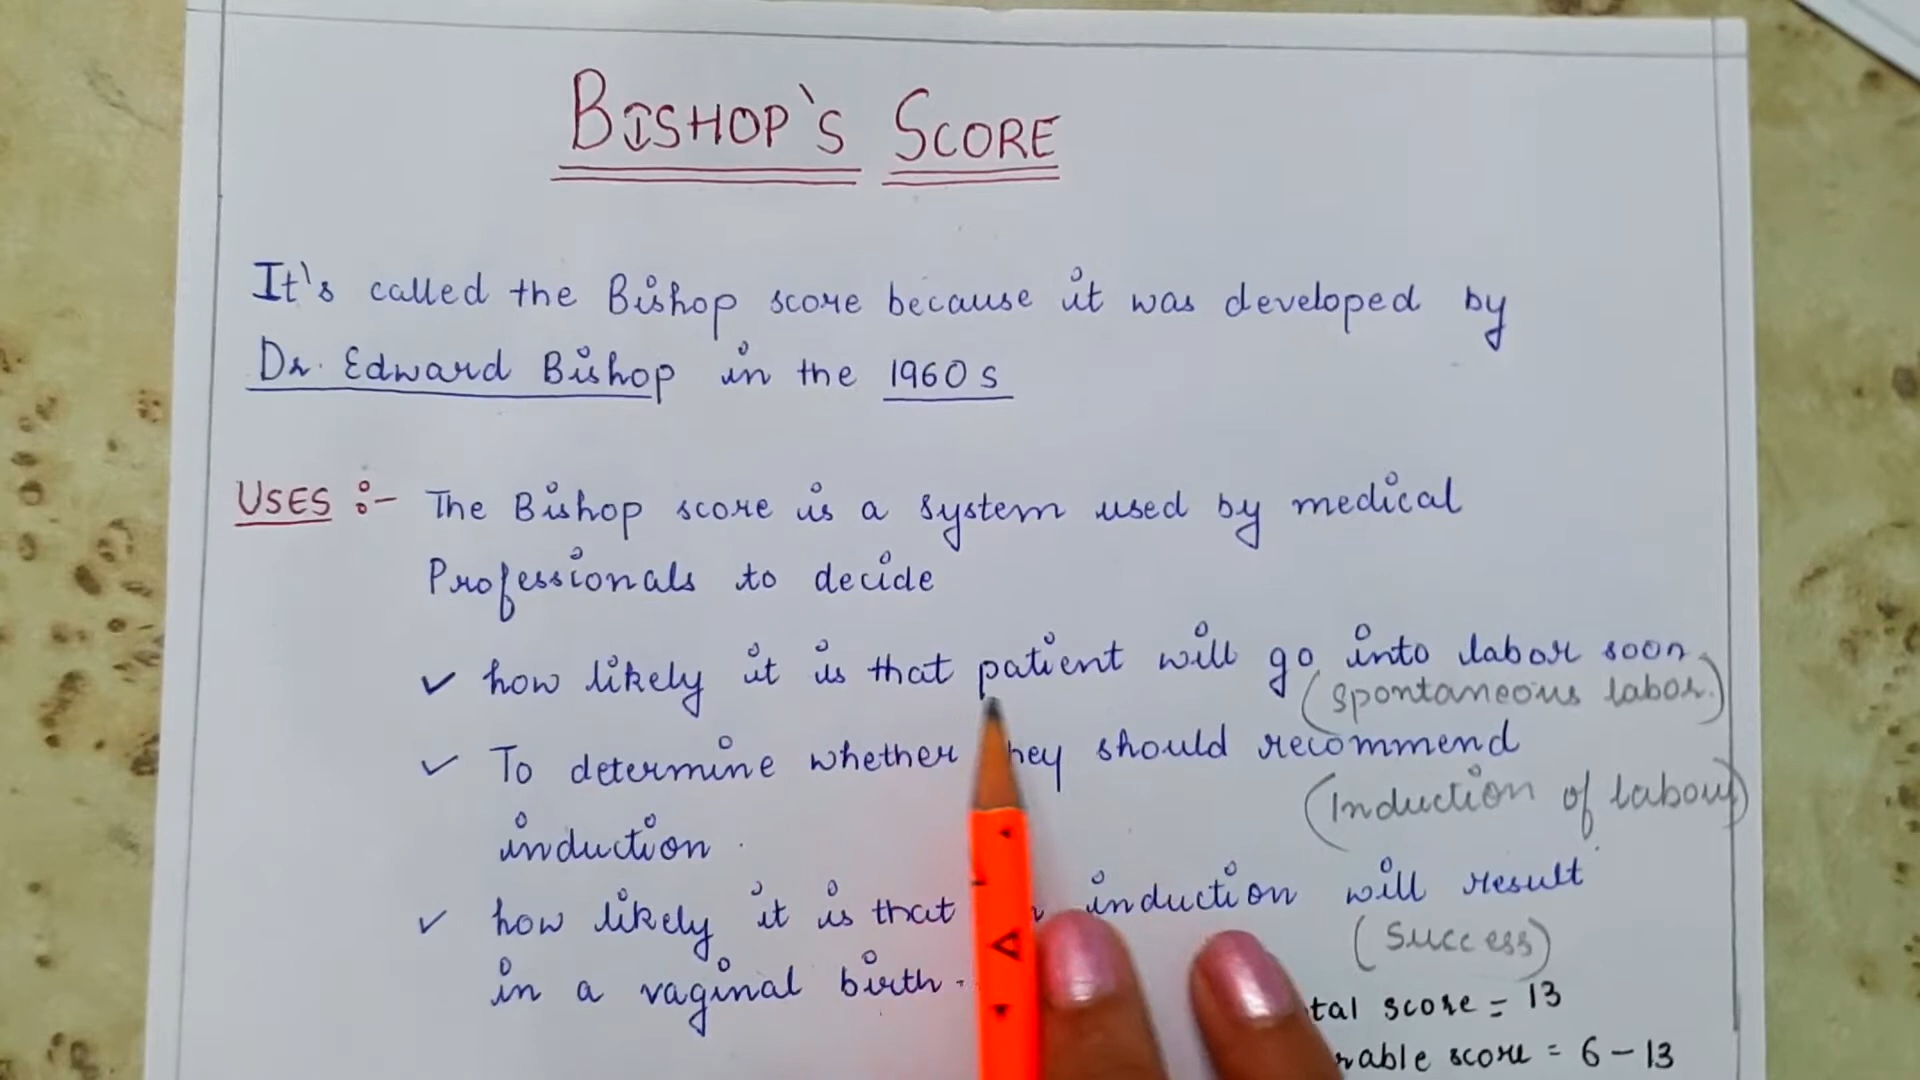 BISHOP'S SCORE
It's called the Bishop score because it was developed by
Dr. Edward Bishop in the 1960s
USES :- The Bishop score is a system used by medical
Professionals to decide
✓ how likely it is that patient will go into labor soon.
(spontaneous labor.)
✓ To determine whether hey should recommend
(Induction of labour)
induction.
✓ how likely it is that induction will result
(Success)
in a vaginal birth.
tal score = 13
rable score = 6-13